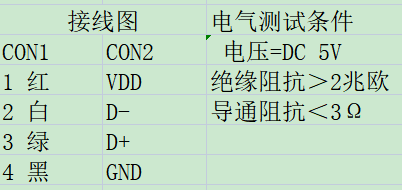 接线图 电气测试条件
CON1 CON2 电压=DC 5V
1 红 VDD 绝缘阻抗＞2兆欧
2 白 D- 导通阻抗＜3Ω
3 绿 D+
4 黑 GND